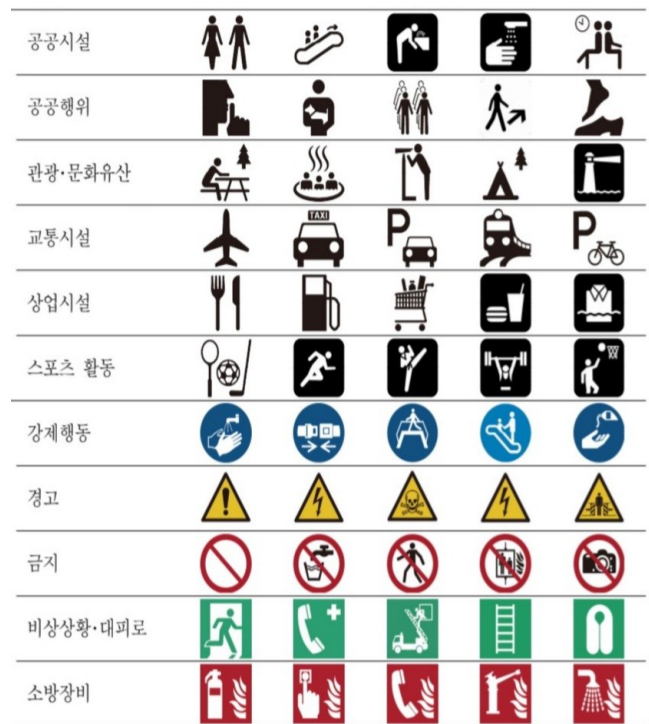 공공시설
공공행위
관광·문화유산
교통시설
TAXI
P
P
상업시설
스포츠 활동
강제행동
경고
금지
비상상황·대피로
소방장비